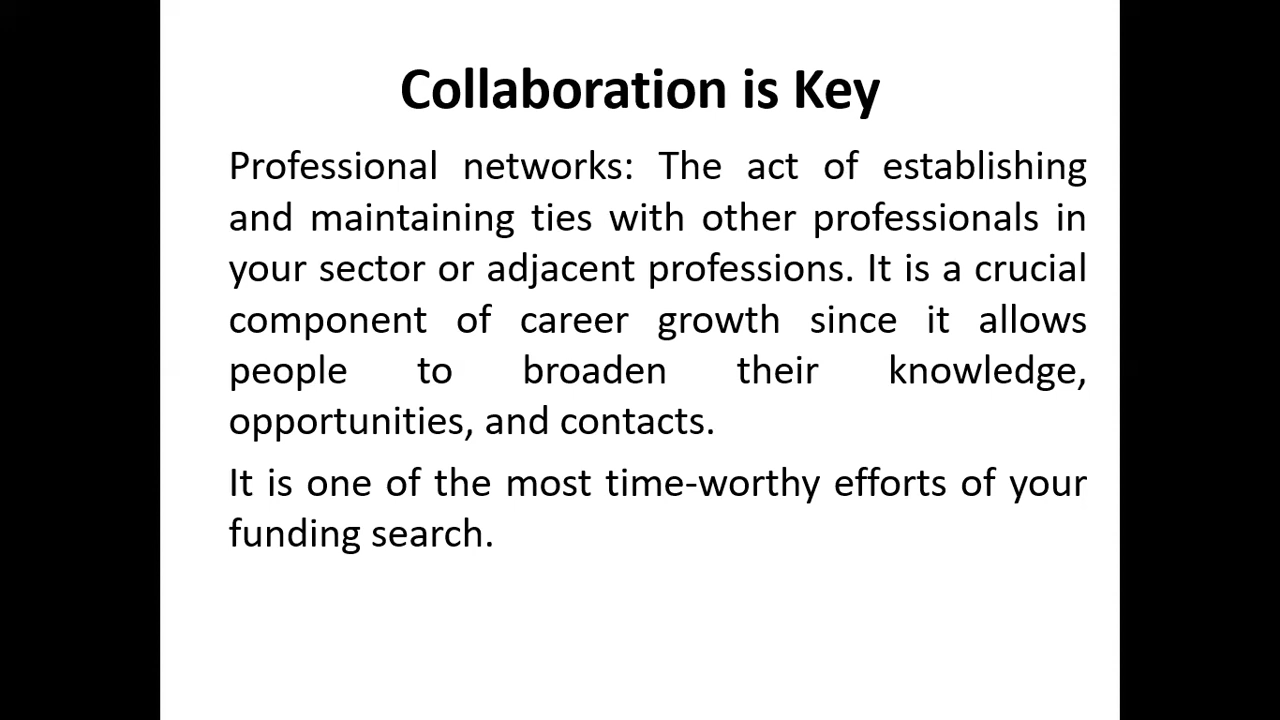 Collaboration is Key
Professional networks: The act of establishing
and maintaining ties with other professionals in
your sector or adjacent professions. It is a crucial
component of career growth since it allows
people to broaden their knowledge,
opportunities, and contacts.
It is one of the most time-worthy efforts of your
funding search.